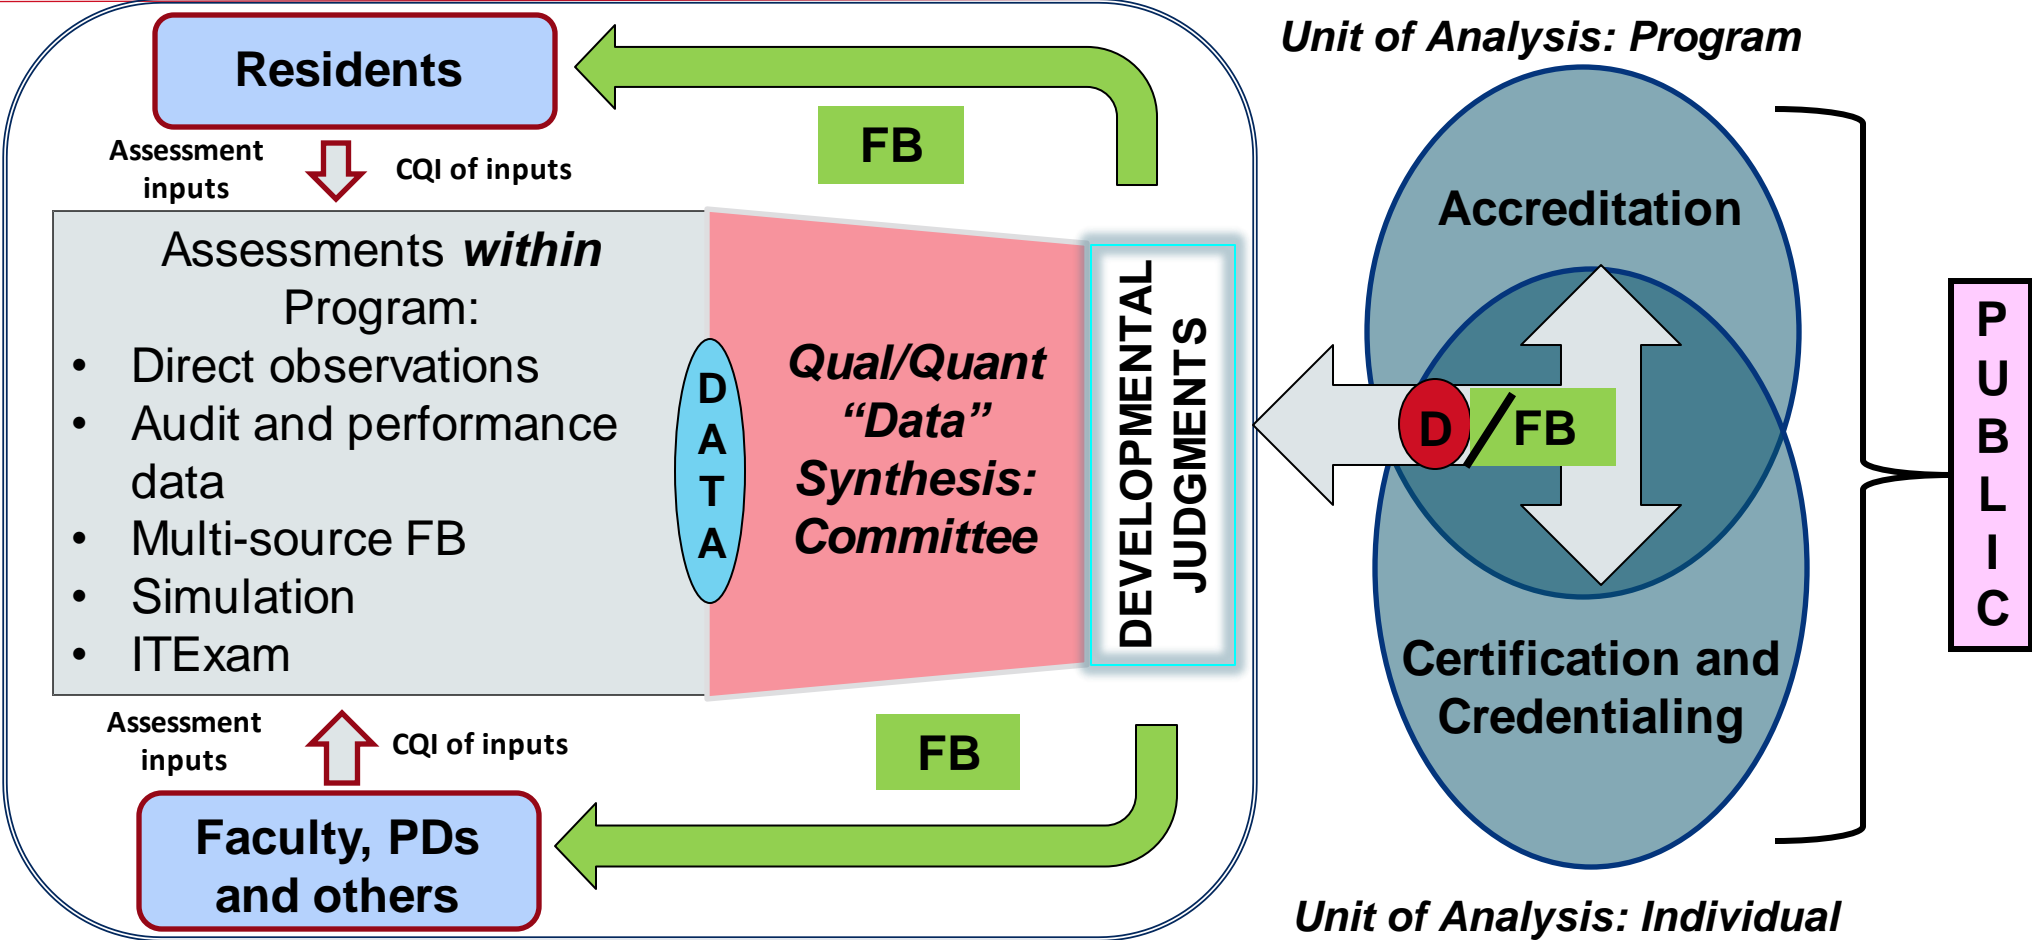 Residents
FB
Assessment
inputs
CQI of inputs
Assessments within
Program:
• Direct observations
• Audit and performance
data
• Multi-source FB
• Simulation
• ITExam
D
A
T
A
Qual/Quant
“Data”
Synthesis:
Committee
DEVELOPMENTAL
JUDGMENTS
Assessment
inputs
CQI of inputs
FB
Faculty, PDs
and others
Unit of Analysis: Program
Accreditation
D/FB
Certification and
Credentialing
Unit of Analysis: Individual
P
U
B
L
I
C